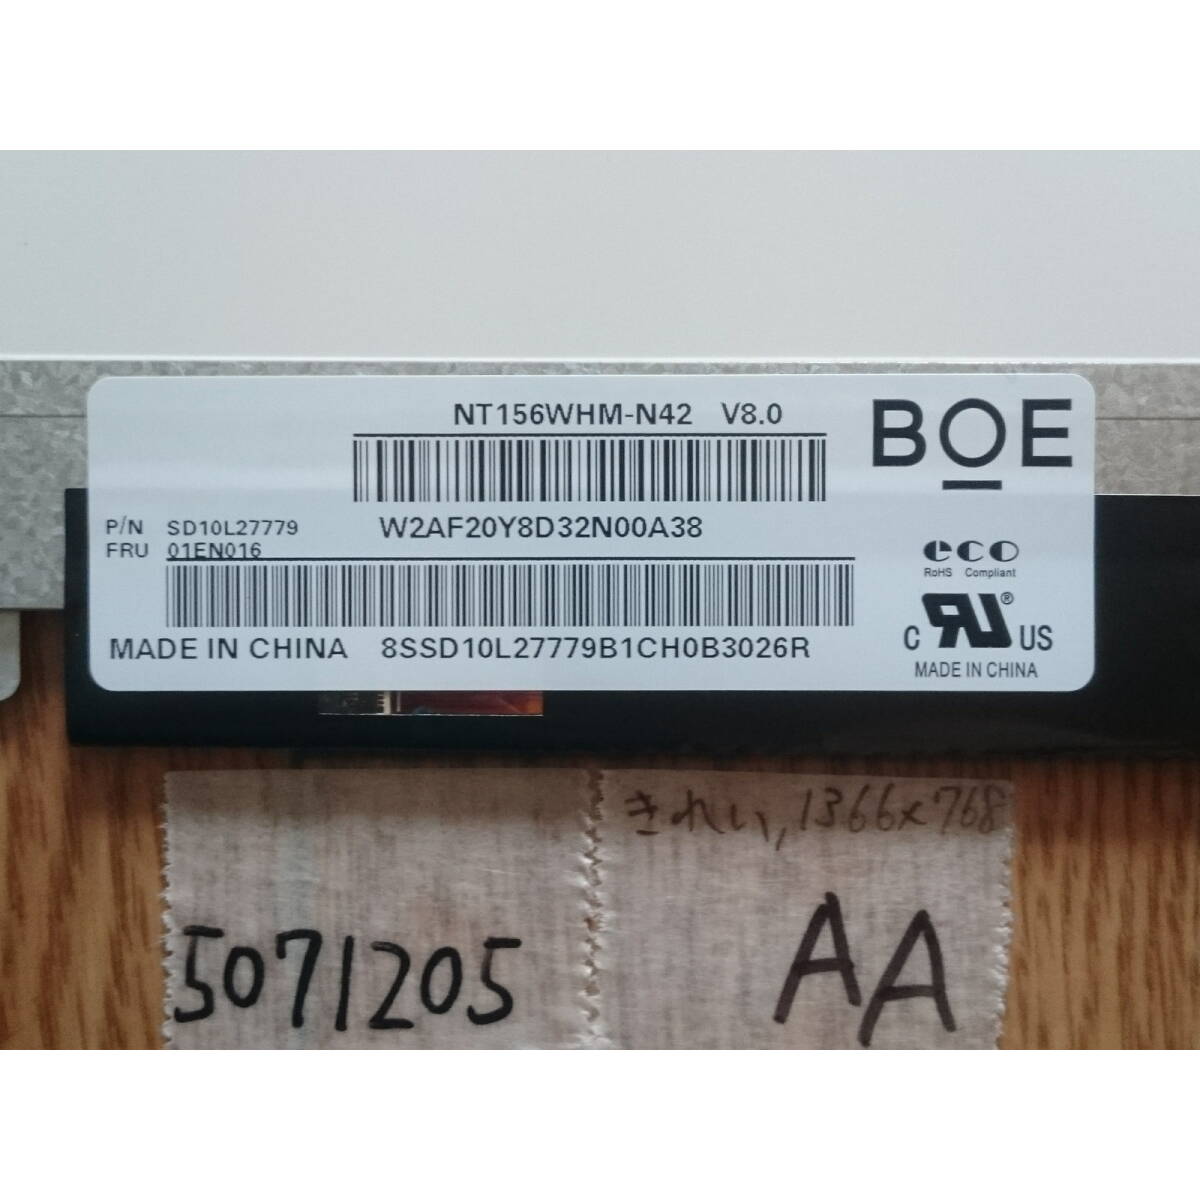 NT156WHM-N42 V8.0
BOE
P/N SD10L27779
W2AF20Y8D32N00A38
FRU 01EN016
eco
RoHS Compliant
MADE IN CHINA 8SSD10L27779B1CH0B3026R
C RU ® US
MADE IN CHINA
きれい, 1366x768
5071205
AA